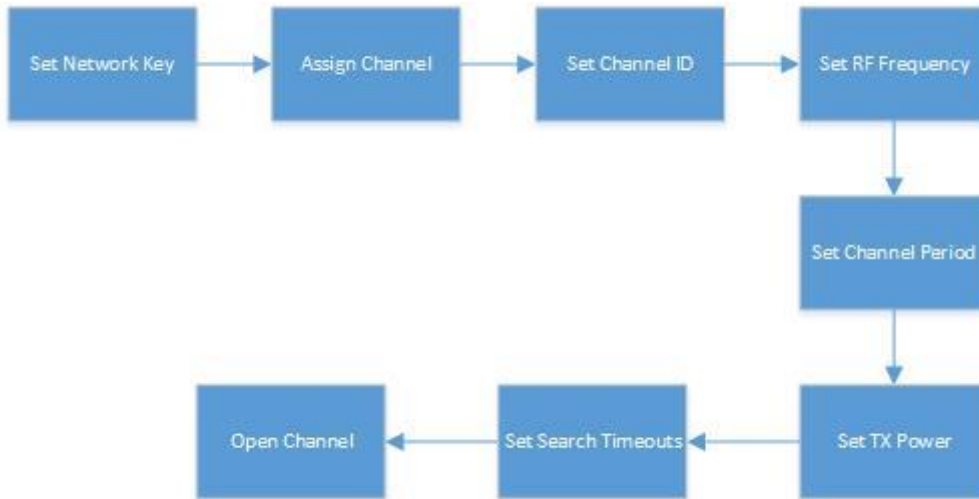 Set Network Key
Assign Channel
Set Channel ID
Set RF Frequency
Set Channel Period
Set TX Power
Set Search Timeouts
Open Channel